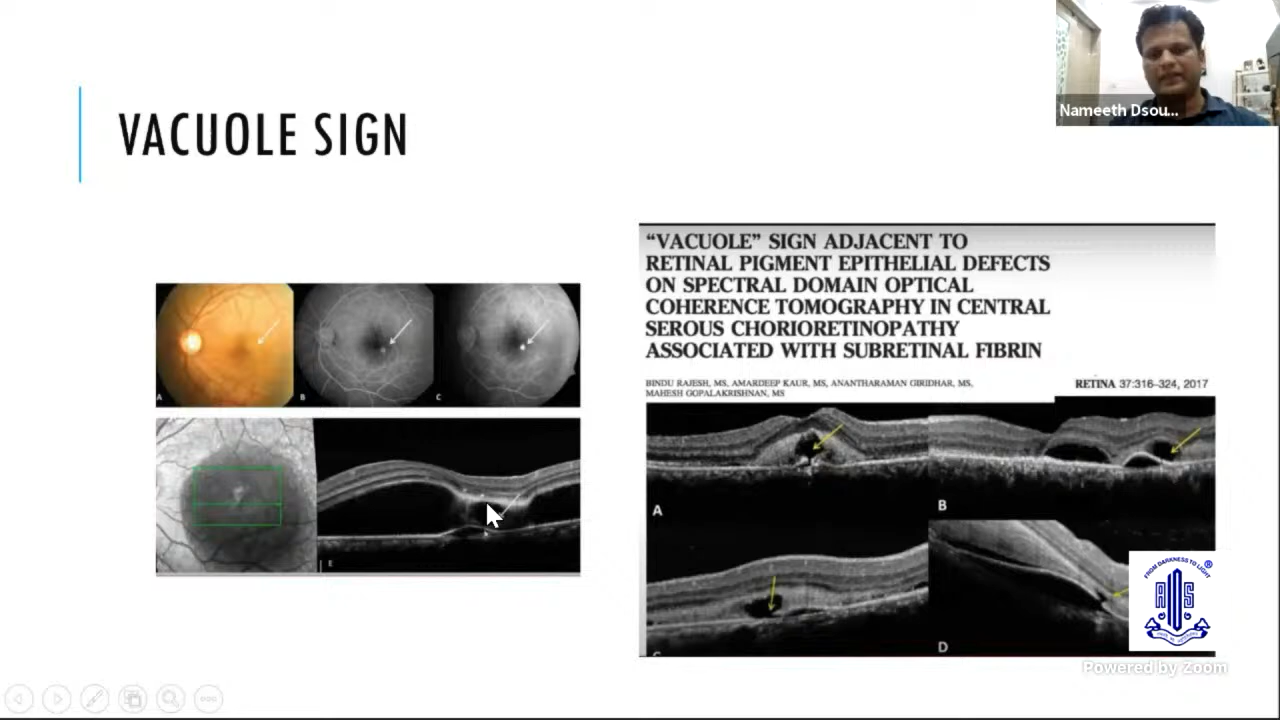 Nameeth Dsou...
VACUOLE SIGN
“VACUOLE” SIGN ADJACENT TO
RETINAL PIGMENT EPITHELIAL DEFECTS
ON SPECTRAL DOMAIN OPTICAL
COHERENCE TOMOGRAPHY IN CENTRAL
SEROUS CHORIORETINOPATHY
ASSOCIATED WITH SUBRETINAL FIBRIN
BINDU RAJESH, MS, AMARDEEP KAUR, MS, ANANTHARAMAN GIRIDHAR, MS,
MAHESH GOPALAKRISHNAN, MS
RETINA 37:316–324, 2017
A
B
C
E
A
B
C
D
FROM DARKNESS TO LIGHT
®
AIOS
Powered by Zoom